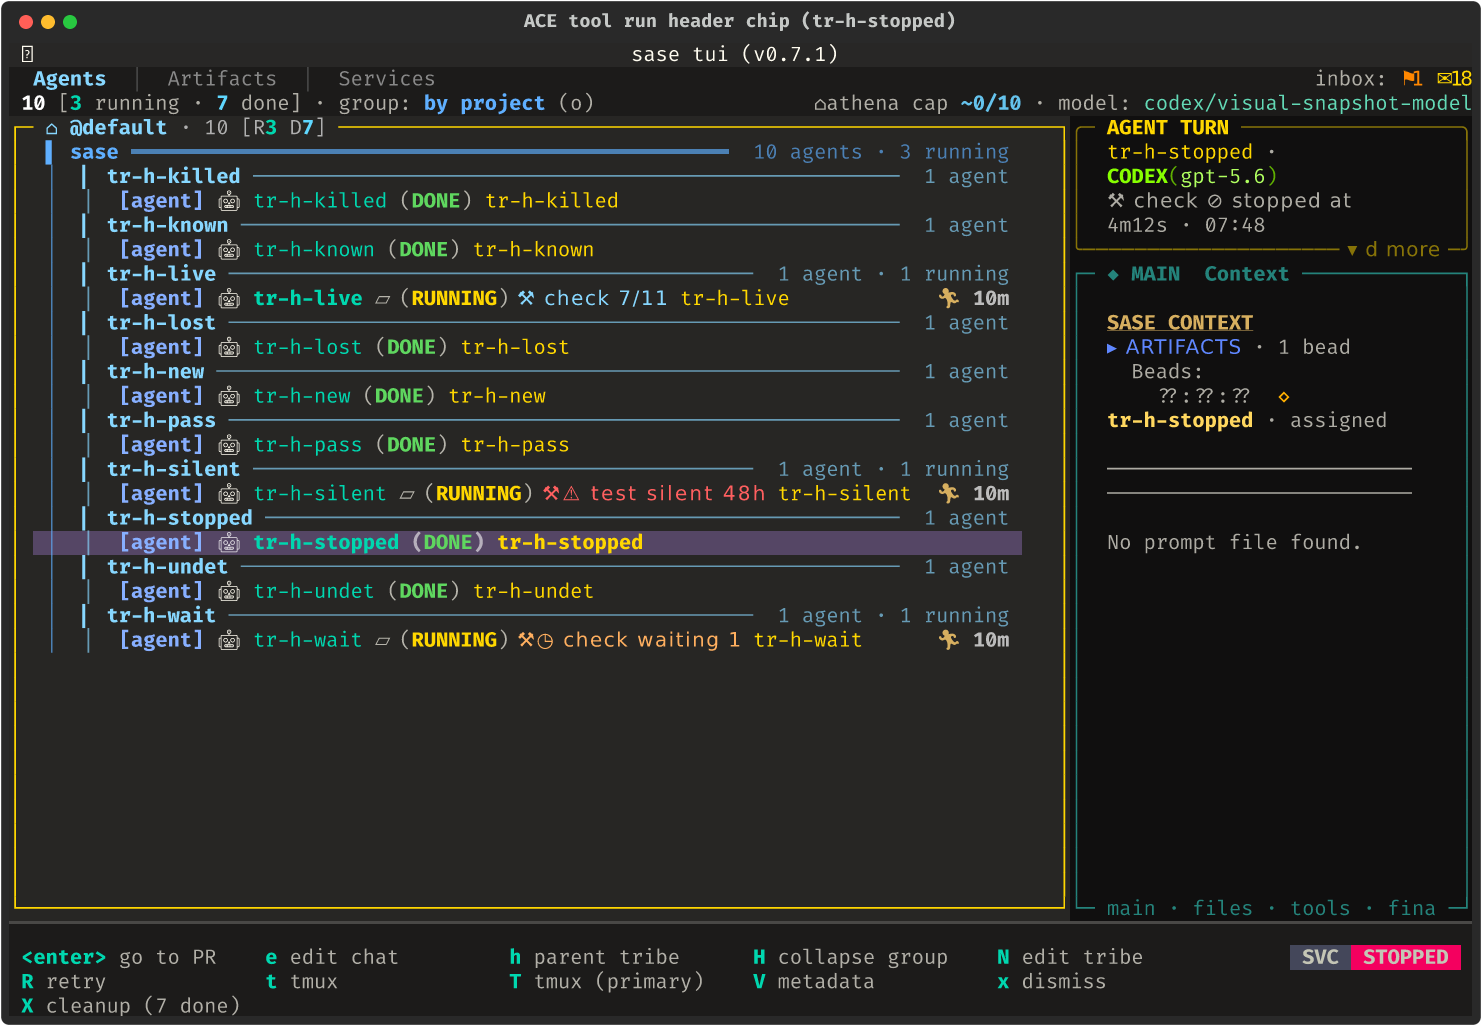 ACE tool run header chip (tr-h-stopped)
sase tui (v0.7.1)
Agents │ Artifacts │ Services inbox: ⚑1 ✉18
10 [3 running · 7 done] · group: by project (o) ⌂athena cap ~0/10 · model: codex/visual-snapshot-model
⌂ @default · 10 [R3 D7]
sase 10 agents · 3 running
tr-h-killed 1 agent
[agent] 🤖 tr-h-killed (DONE) tr-h-killed
tr-h-known 1 agent
[agent] 🤖 tr-h-known (DONE) tr-h-known
tr-h-live 1 agent · 1 running
[agent] 🤖 tr-h-live ▱ (RUNNING) ⚒ check 7/11 tr-h-live 🏃 10m
tr-h-lost 1 agent
[agent] 🤖 tr-h-lost (DONE) tr-h-lost
tr-h-new 1 agent
[agent] 🤖 tr-h-new (DONE) tr-h-new
tr-h-pass 1 agent
[agent] 🤖 tr-h-pass (DONE) tr-h-pass
tr-h-silent 1 agent · 1 running
[agent] 🤖 tr-h-silent ▱ (RUNNING) ⚒⚠ test silent 48h tr-h-silent 🏃 10m
tr-h-stopped 1 agent
[agent] 🤖 tr-h-stopped (DONE) tr-h-stopped
tr-h-undet 1 agent
[agent] 🤖 tr-h-undet (DONE) tr-h-undet
tr-h-wait 1 agent · 1 running
[agent] 🤖 tr-h-wait ▱ (RUNNING) ⚒◷ check waiting 1 tr-h-wait 🏃 10m
AGENT TURN
tr-h-stopped ·
CODEX(gpt-5.6)
⚒ check ⊘ stopped at
4m12s · 07:48
▾ d more
◆ MAIN Context
SASE CONTEXT
▸ ARTIFACTS · 1 bead
Beads:
??:??:?? ⋄
tr-h-stopped · assigned
No prompt file found.
main · files · tools · fina
<enter> go to PR e edit chat h parent tribe H collapse group N edit tribe SVC STOPPED
R retry t tmux T tmux (primary) V metadata x dismiss
X cleanup (7 done)